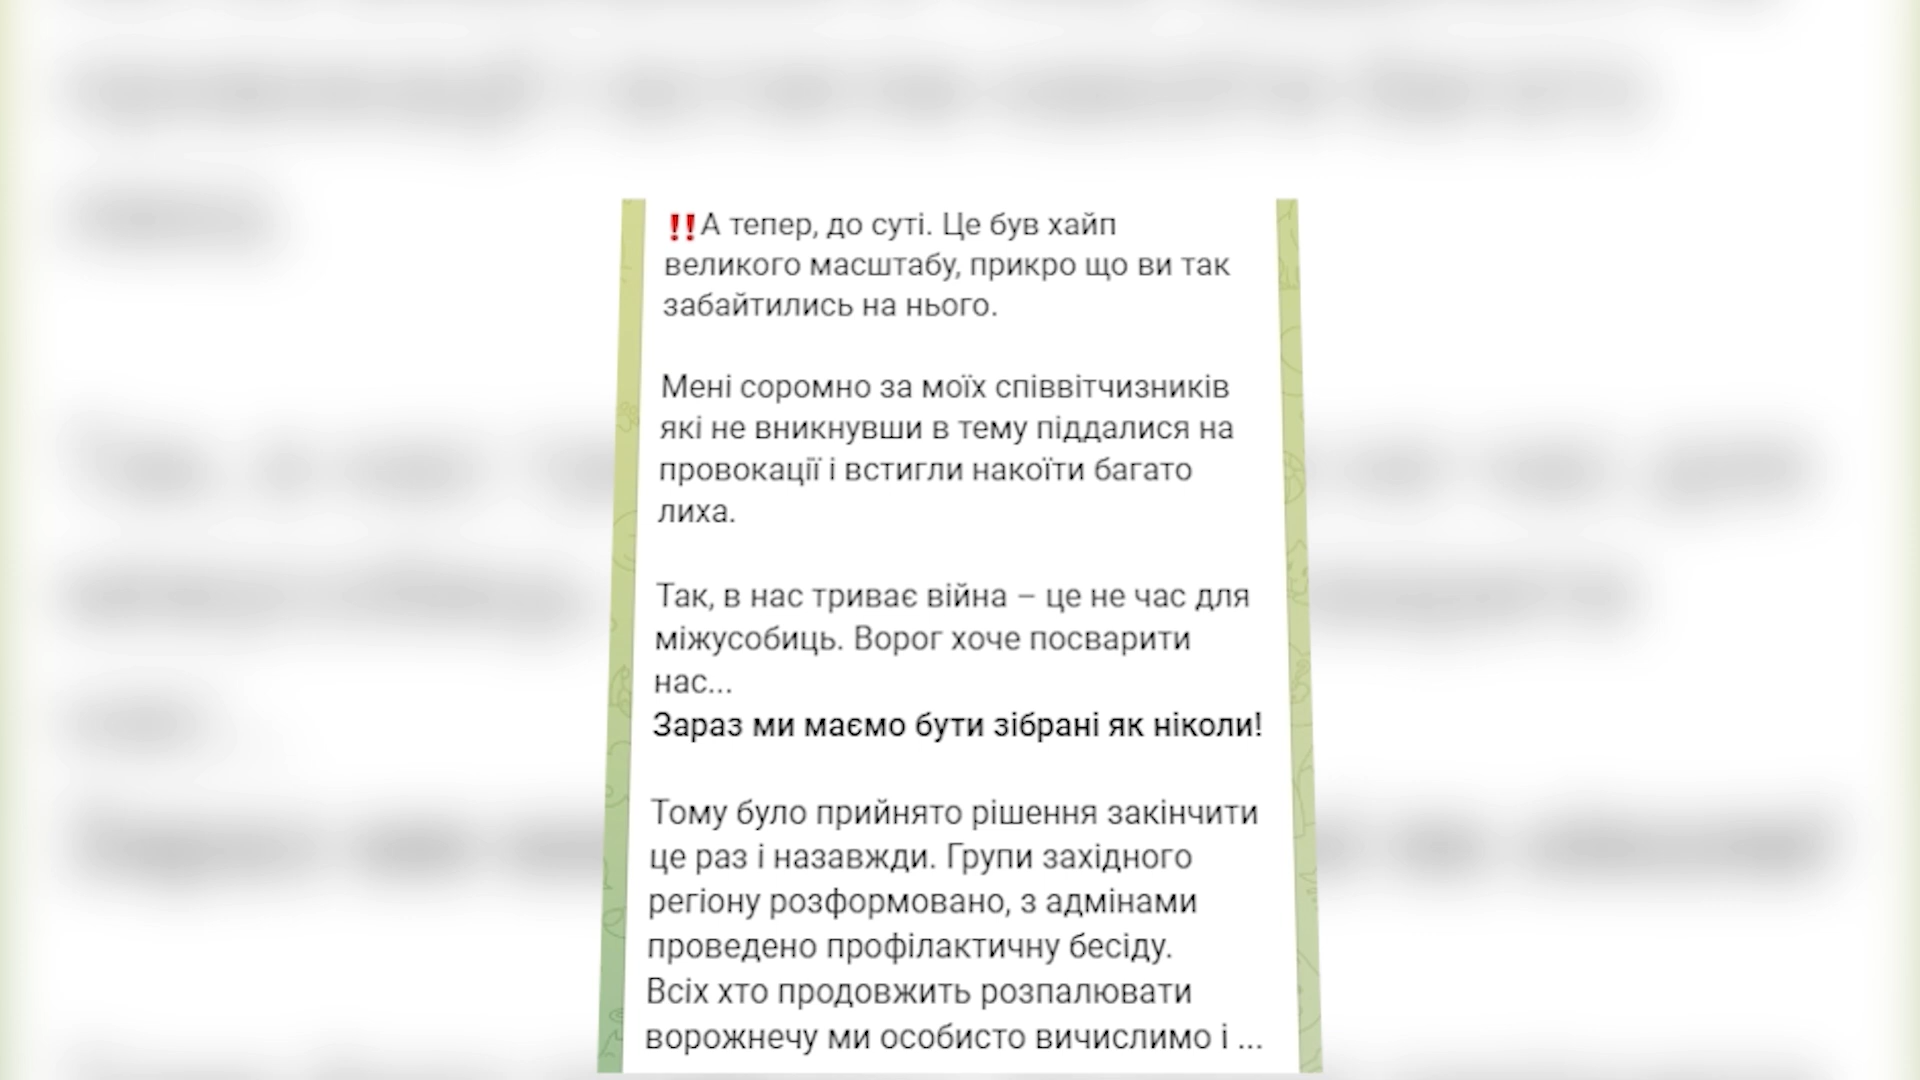 ‼️А тепер, до суті. Це був хайп
великого масштабу, прикро що ви так
забайтились на нього.
Мені соромно за моїх співвітчизників
які не вникнувши в тему піддалися на
провокації і встигли накоїти багато
лиха.
Так, в нас триває війна – це не час для
міжусобиць. Ворог хоче посварити
нас...
Зараз ми маємо бути зібрані як ніколи!
Тому було прийнято рішення закінчити
це раз і назавжди. Групи західного
регіону розформовано, з адмінами
проведено профілактичну бесіду.
Всіх хто продовжить розпалювати
ворожнечу ми особисто вичислимо і ...